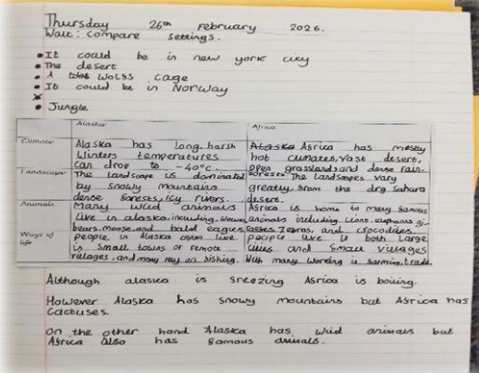 Thursday 26th February 2026.
Walt: compare settings.
• It could be in new york city
• The desert
• A wolfs cage
• It could be in Norway
• Jungle
Alaska Africa
Climate
Alaska has long, harsh
winters temperatures
can drop to -40°c.
Alaska Africa has mostly
hot climates, vast desert,
open grassland and dense rain-
forests.
Landscape
The landscape is dominated
by snowy mountains
dense forests, icy rivers.
The landscapes vary
greatly from the dry Sahara
desert.
Animals
Many wild animals
live in alaska including
bears, moose, and bald eagles
Africa is home to many famous
animals including lions, elephants, gi-
raffes, zebras, and crocodiles
Ways of
life
people in Alaska often live
in small towns or remote
villages, and may rely on fishing.
people live in both large
cities and small villages
with many working in farming, trade.
Although alaska is freezing Africa is boiling.
However Alaska has snowy mountains but Africa has
cactuses.
On the other hand Alaska has wild animals but
Africa also has famous animals.